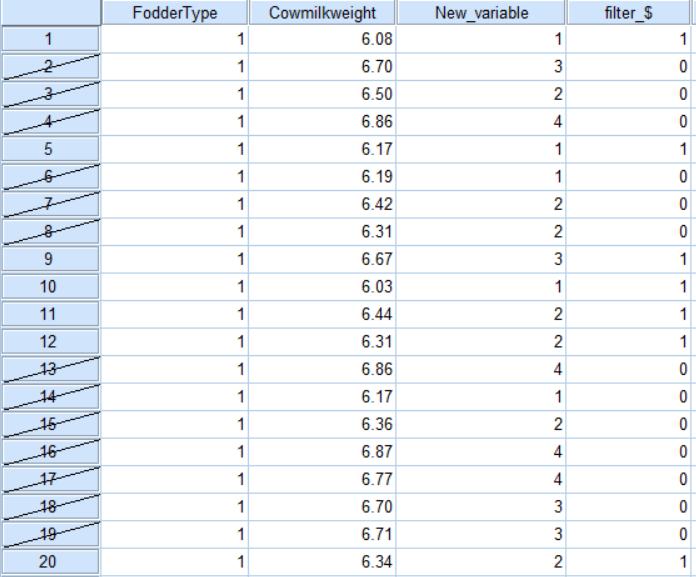 FodderType Cowmilkweight New_variable filter_$
1 1 6.08 1 1
2 1 6.70 3 0
3 1 6.50 2 0
4 1 6.86 4 0
5 1 6.17 1 1
6 1 6.19 1 0
7 1 6.42 2 0
8 1 6.31 2 0
9 1 6.67 3 1
10 1 6.03 1 1
11 1 6.44 2 1
12 1 6.31 2 1
13 1 6.86 4 0
14 1 6.17 1 0
15 1 6.36 2 0
16 1 6.87 4 0
17 1 6.77 4 0
18 1 6.70 3 0
19 1 6.71 3 0
20 1 6.34 2 1